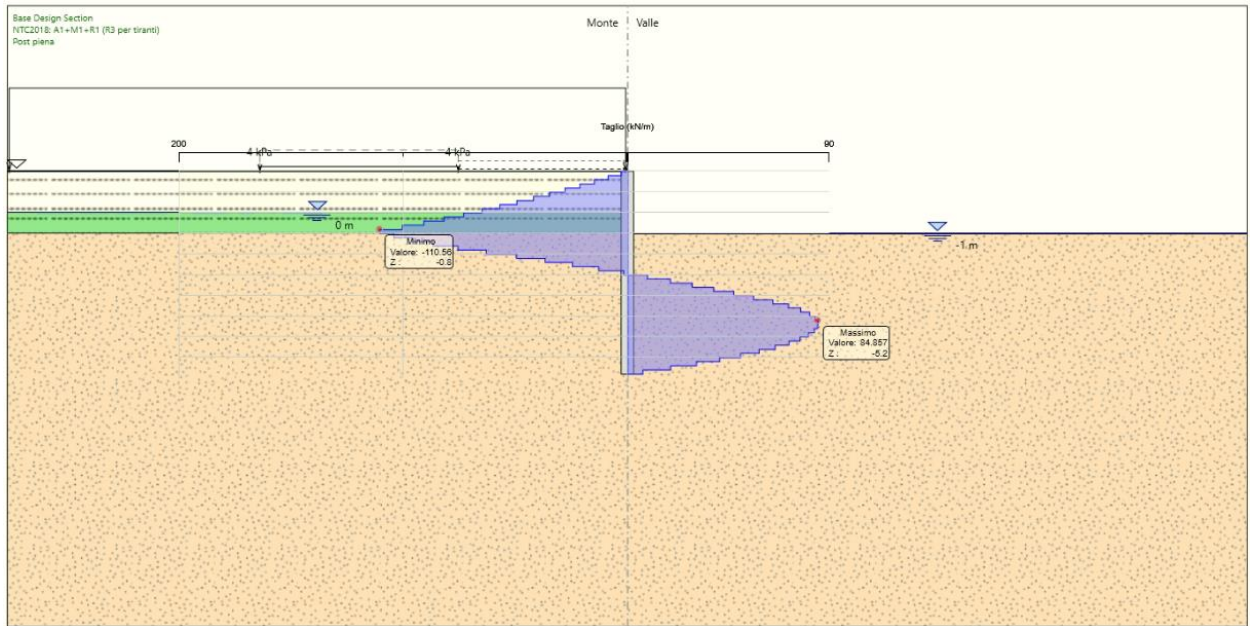 Base Design Section
NTC2018: A1+M1+R1 (R3 per tiranti)
Post piena
Monte Valle
Taglio (kN/m)
200 90
4 kPa 4 kPa
0 m
Minimo
Valore: -110.56
Z : -0.8
-1 m
Massimo
Valore: 84.857
Z : -5.2